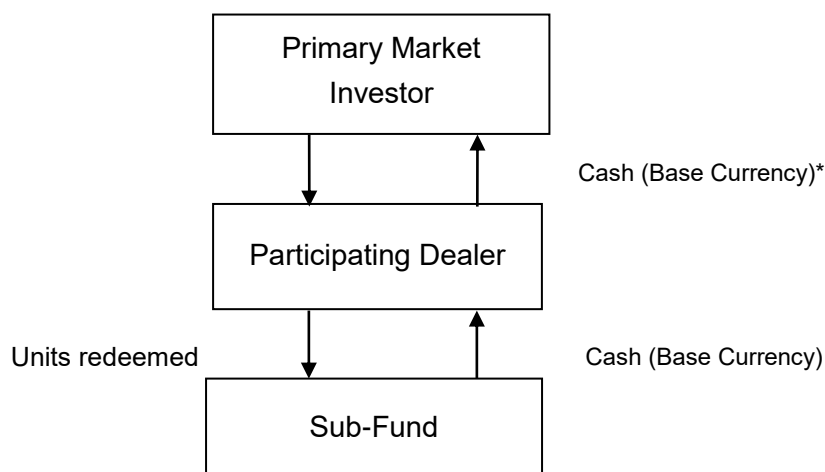 Primary Market
Investor
Cash (Base Currency)*
Participating Dealer
Units redeemed
Cash (Base Currency)
Sub-Fund